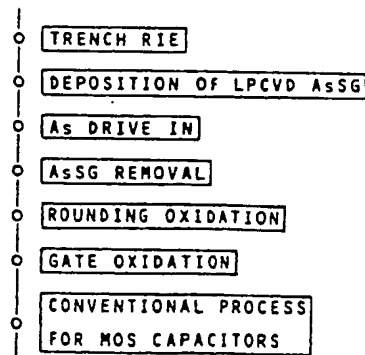 TRENCH RIE
DEPOSITION OF LPCVD AsSG
As DRIVE IN
AsSG REMOVAL
ROUNDING OXIDATION
GATE OXIDATION
CONVENTIONAL PROCESS
FOR MOS CAPACITORS